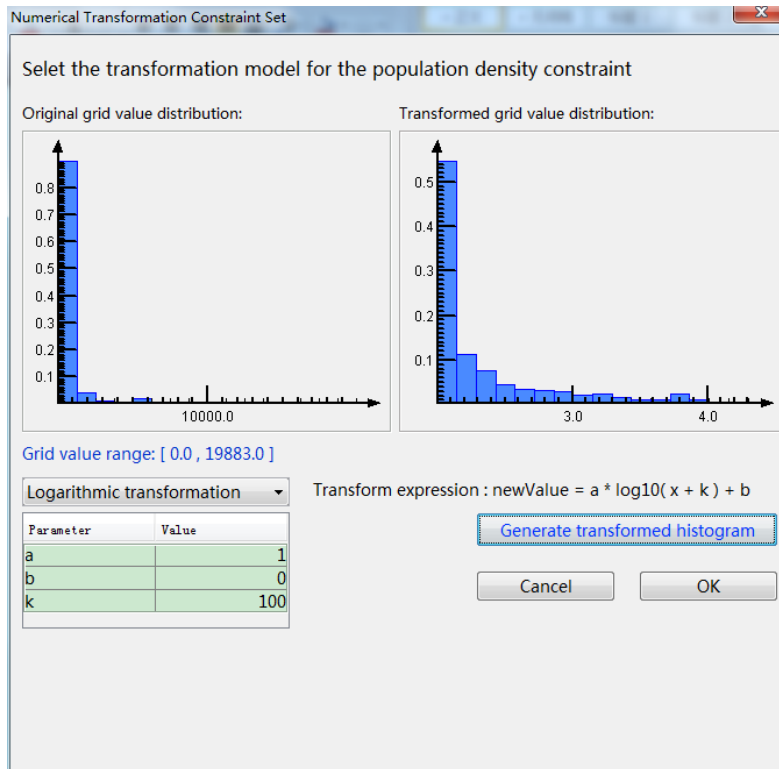 Numerical Transformation Constraint Set
Selet the transformation model for the population density constraint
Original grid value distribution:
Transformed grid value distribution:
0.8
0.7
0.6
0.5
0.4
0.3
0.2
0.1
10000.0
0.5
0.4
0.3
0.2
0.1
3.0 4.0
Grid value range: [ 0.0 , 19883.0 ]
Logarithmic transformation
Transform expression : newValue = a * log10( x + k ) + b
Parameter Value
a 1
b 0
k 100
Generate transformed histogram
Cancel OK